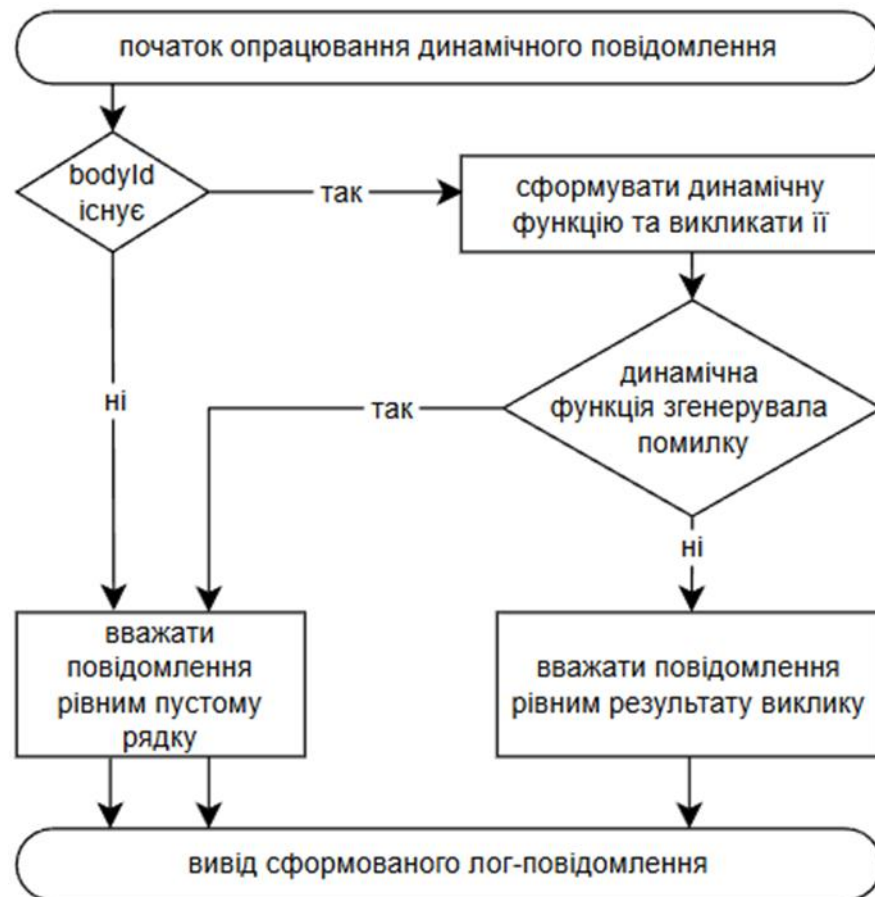 початок опрацювання динамічного повідомлення
bodyId
існує
так
сформувати динамічну
функцію та викликати її
ні
так
динамічна
функція згенерувала
помилку
ні
вважати
повідомлення
рівним пустому
рядку
вважати повідомлення
рівним результату виклику
вивід сформованого лог-повідомлення